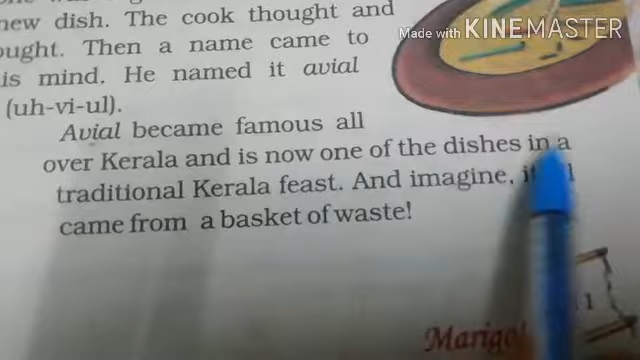 Made with KINEMASTER
new dish. The cook thought and
ought. Then a name came to
is mind. He named it avial
(uh-vi-ul).
Avial became famous all
over Kerala and is now one of the dishes in a
traditional Kerala feast. And imagine,
came from a basket of waste!